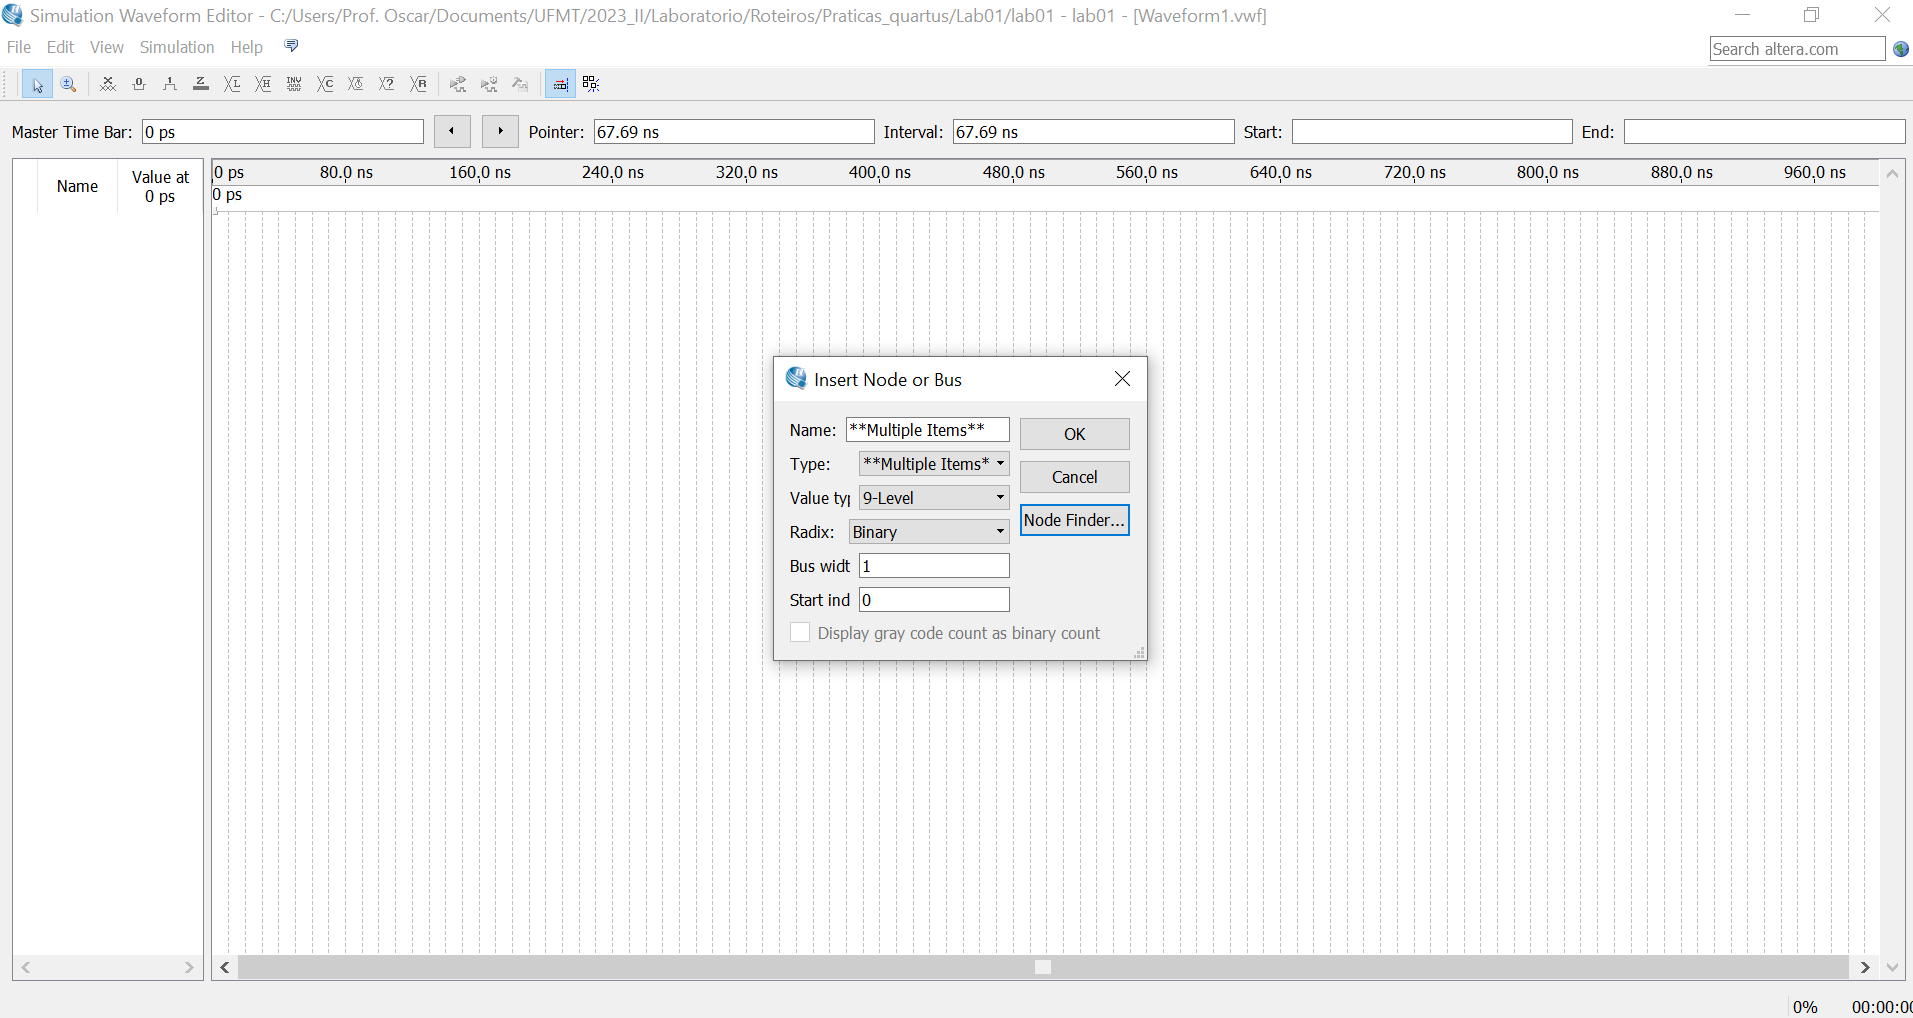 Simulation Waveform Editor - C:/Users/Prof. Oscar/Documents/UFMT/2023_II/Laboratorio/Roteiros/Praticas_quartus/Lab01/lab01 - lab01 - [Waveform1.vwf]
File Edit View Simulation Help
Search altera.com
Master Time Bar: 0 ps Pointer: 67.69 ns Interval: 67.69 ns Start: End:
Name Value at 0 ps
0 ps 80.0 ns 160.0 ns 240.0 ns 320.0 ns 400.0 ns 480.0 ns 560.0 ns 640.0 ns 720.0 ns 800.0 ns 880.0 ns 960.0 ns
0 ps
Insert Node or Bus
Name: **Multiple Items** OK
Type: **Multiple Items*
Cancel
Value ty 9-Level
Node Finder...
Radix: Binary
Bus widt 1
Start ind 0
Display gray code count as binary count
0% 00:00:0